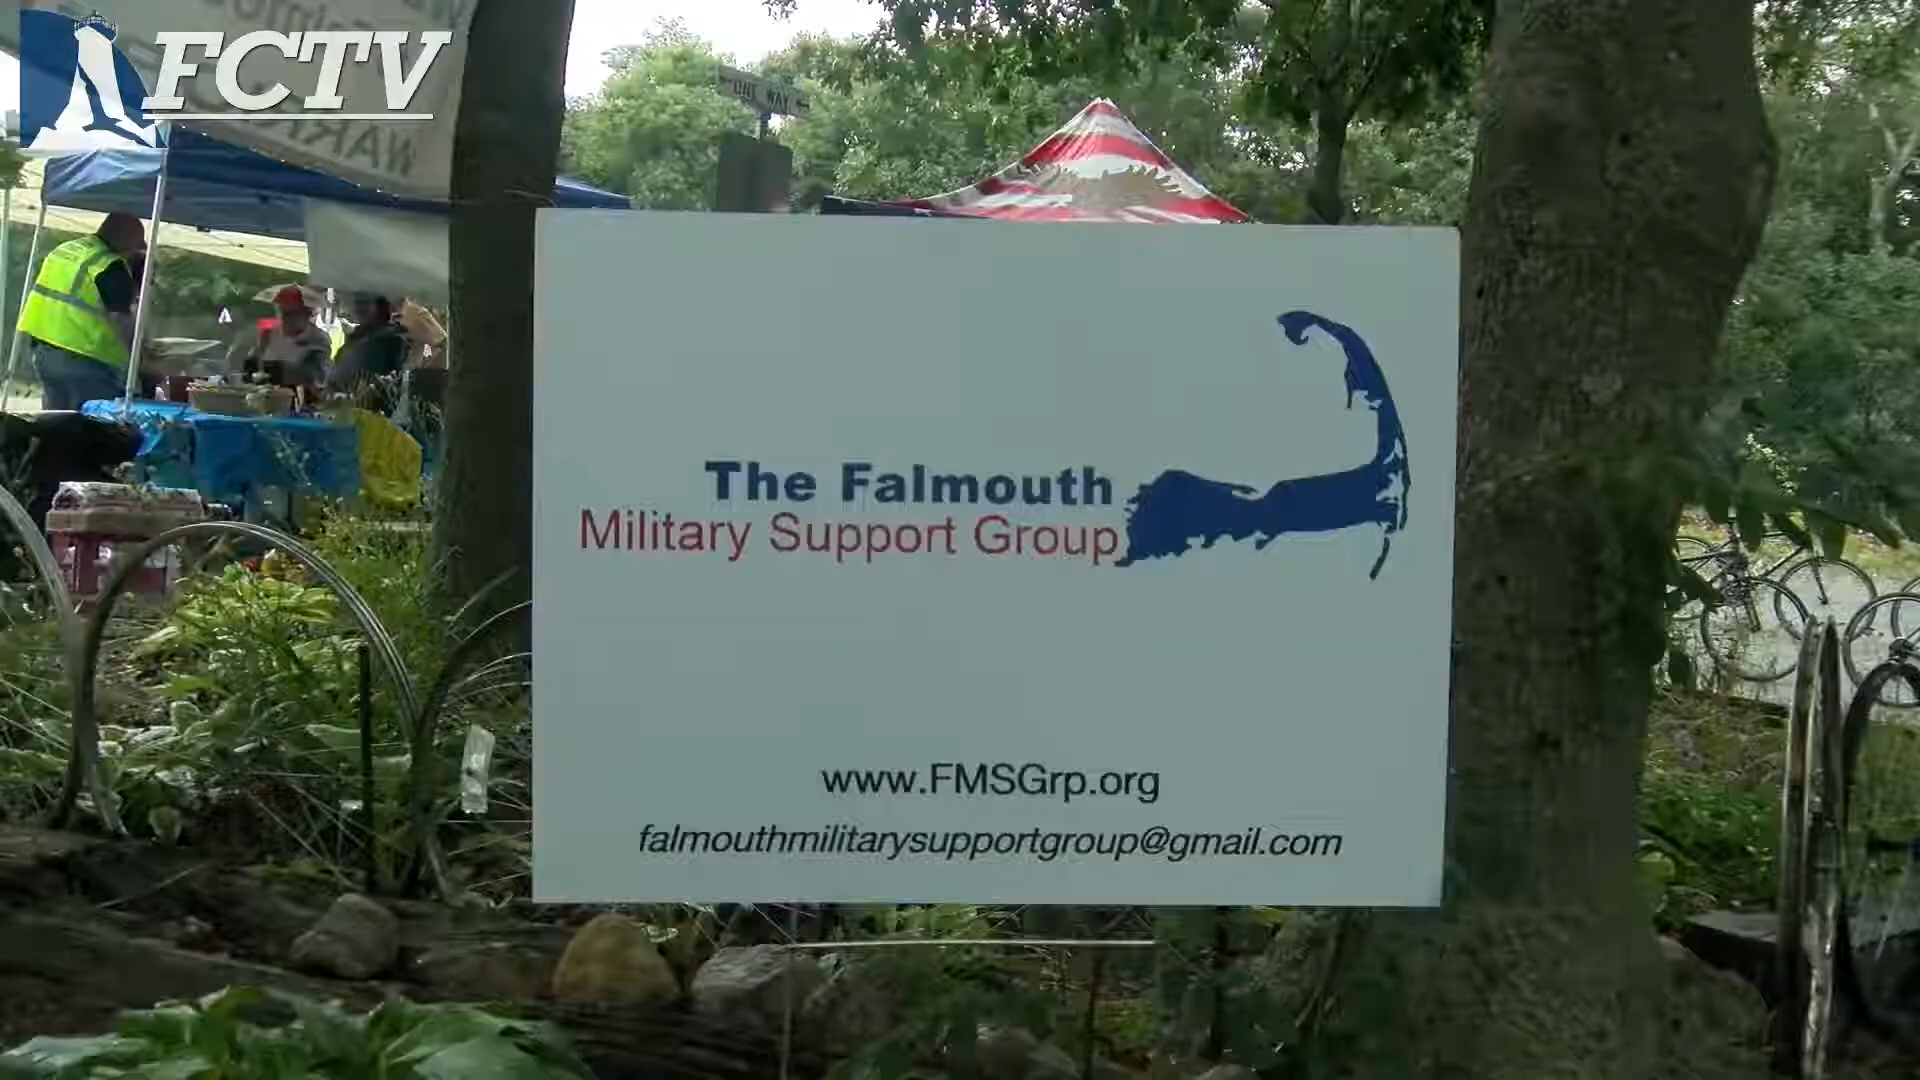 FCTV
ONE WAY
The Falmouth
Military Support Group
www.FMSGrp.org
falmouthmilitarysupportgroup@gmail.com